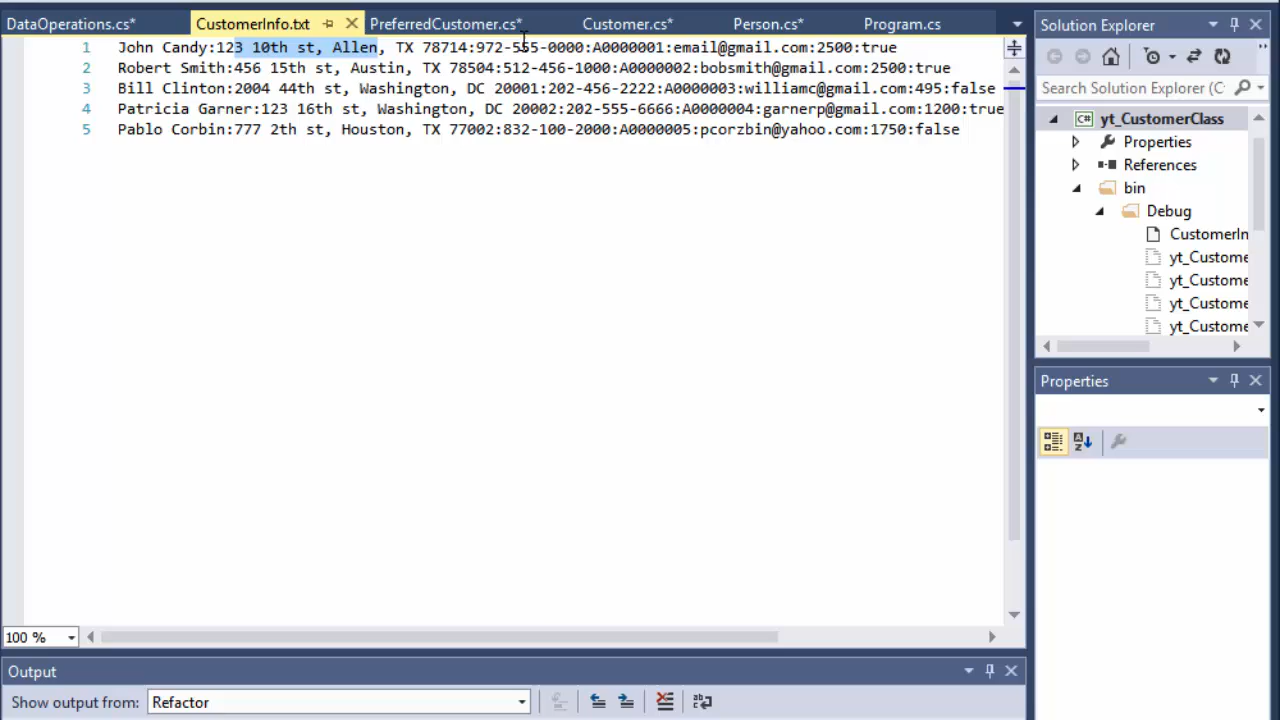 DataOperations.cs* CustomerInfo.txt PreferredCustomer.cs* Customer.cs* Person.cs* Program.cs
1 John Candy:123 10th st, Allen, TX 78714:972-555-0000:A0000001:email@gmail.com:2500:true
2 Robert Smith:456 15th st, Austin, TX 78504:512-456-1000:A0000002:bobsmith@gmail.com:2500:true
3 Bill Clinton:2004 44th st, Washington, DC 20001:202-456-2222:A0000003:williamc@gmail.com:495:false
4 Patricia Garner:123 16th st, Washington, DC 20002:202-555-6666:A0000004:garnerp@gmail.com:1200:true
5 Pablo Corbin:777 2th st, Houston, TX 77002:832-100-2000:A0000005:pcorzbin@yahoo.com:1750:false
100 %
Output
Show output from: Refactor
Solution Explorer
Search Solution Explorer (C
C# yt_CustomerClass
Properties
References
bin
Debug
CustomerIn
yt_Custome
yt_Custome
yt_Custome
yt_Custome
Properties